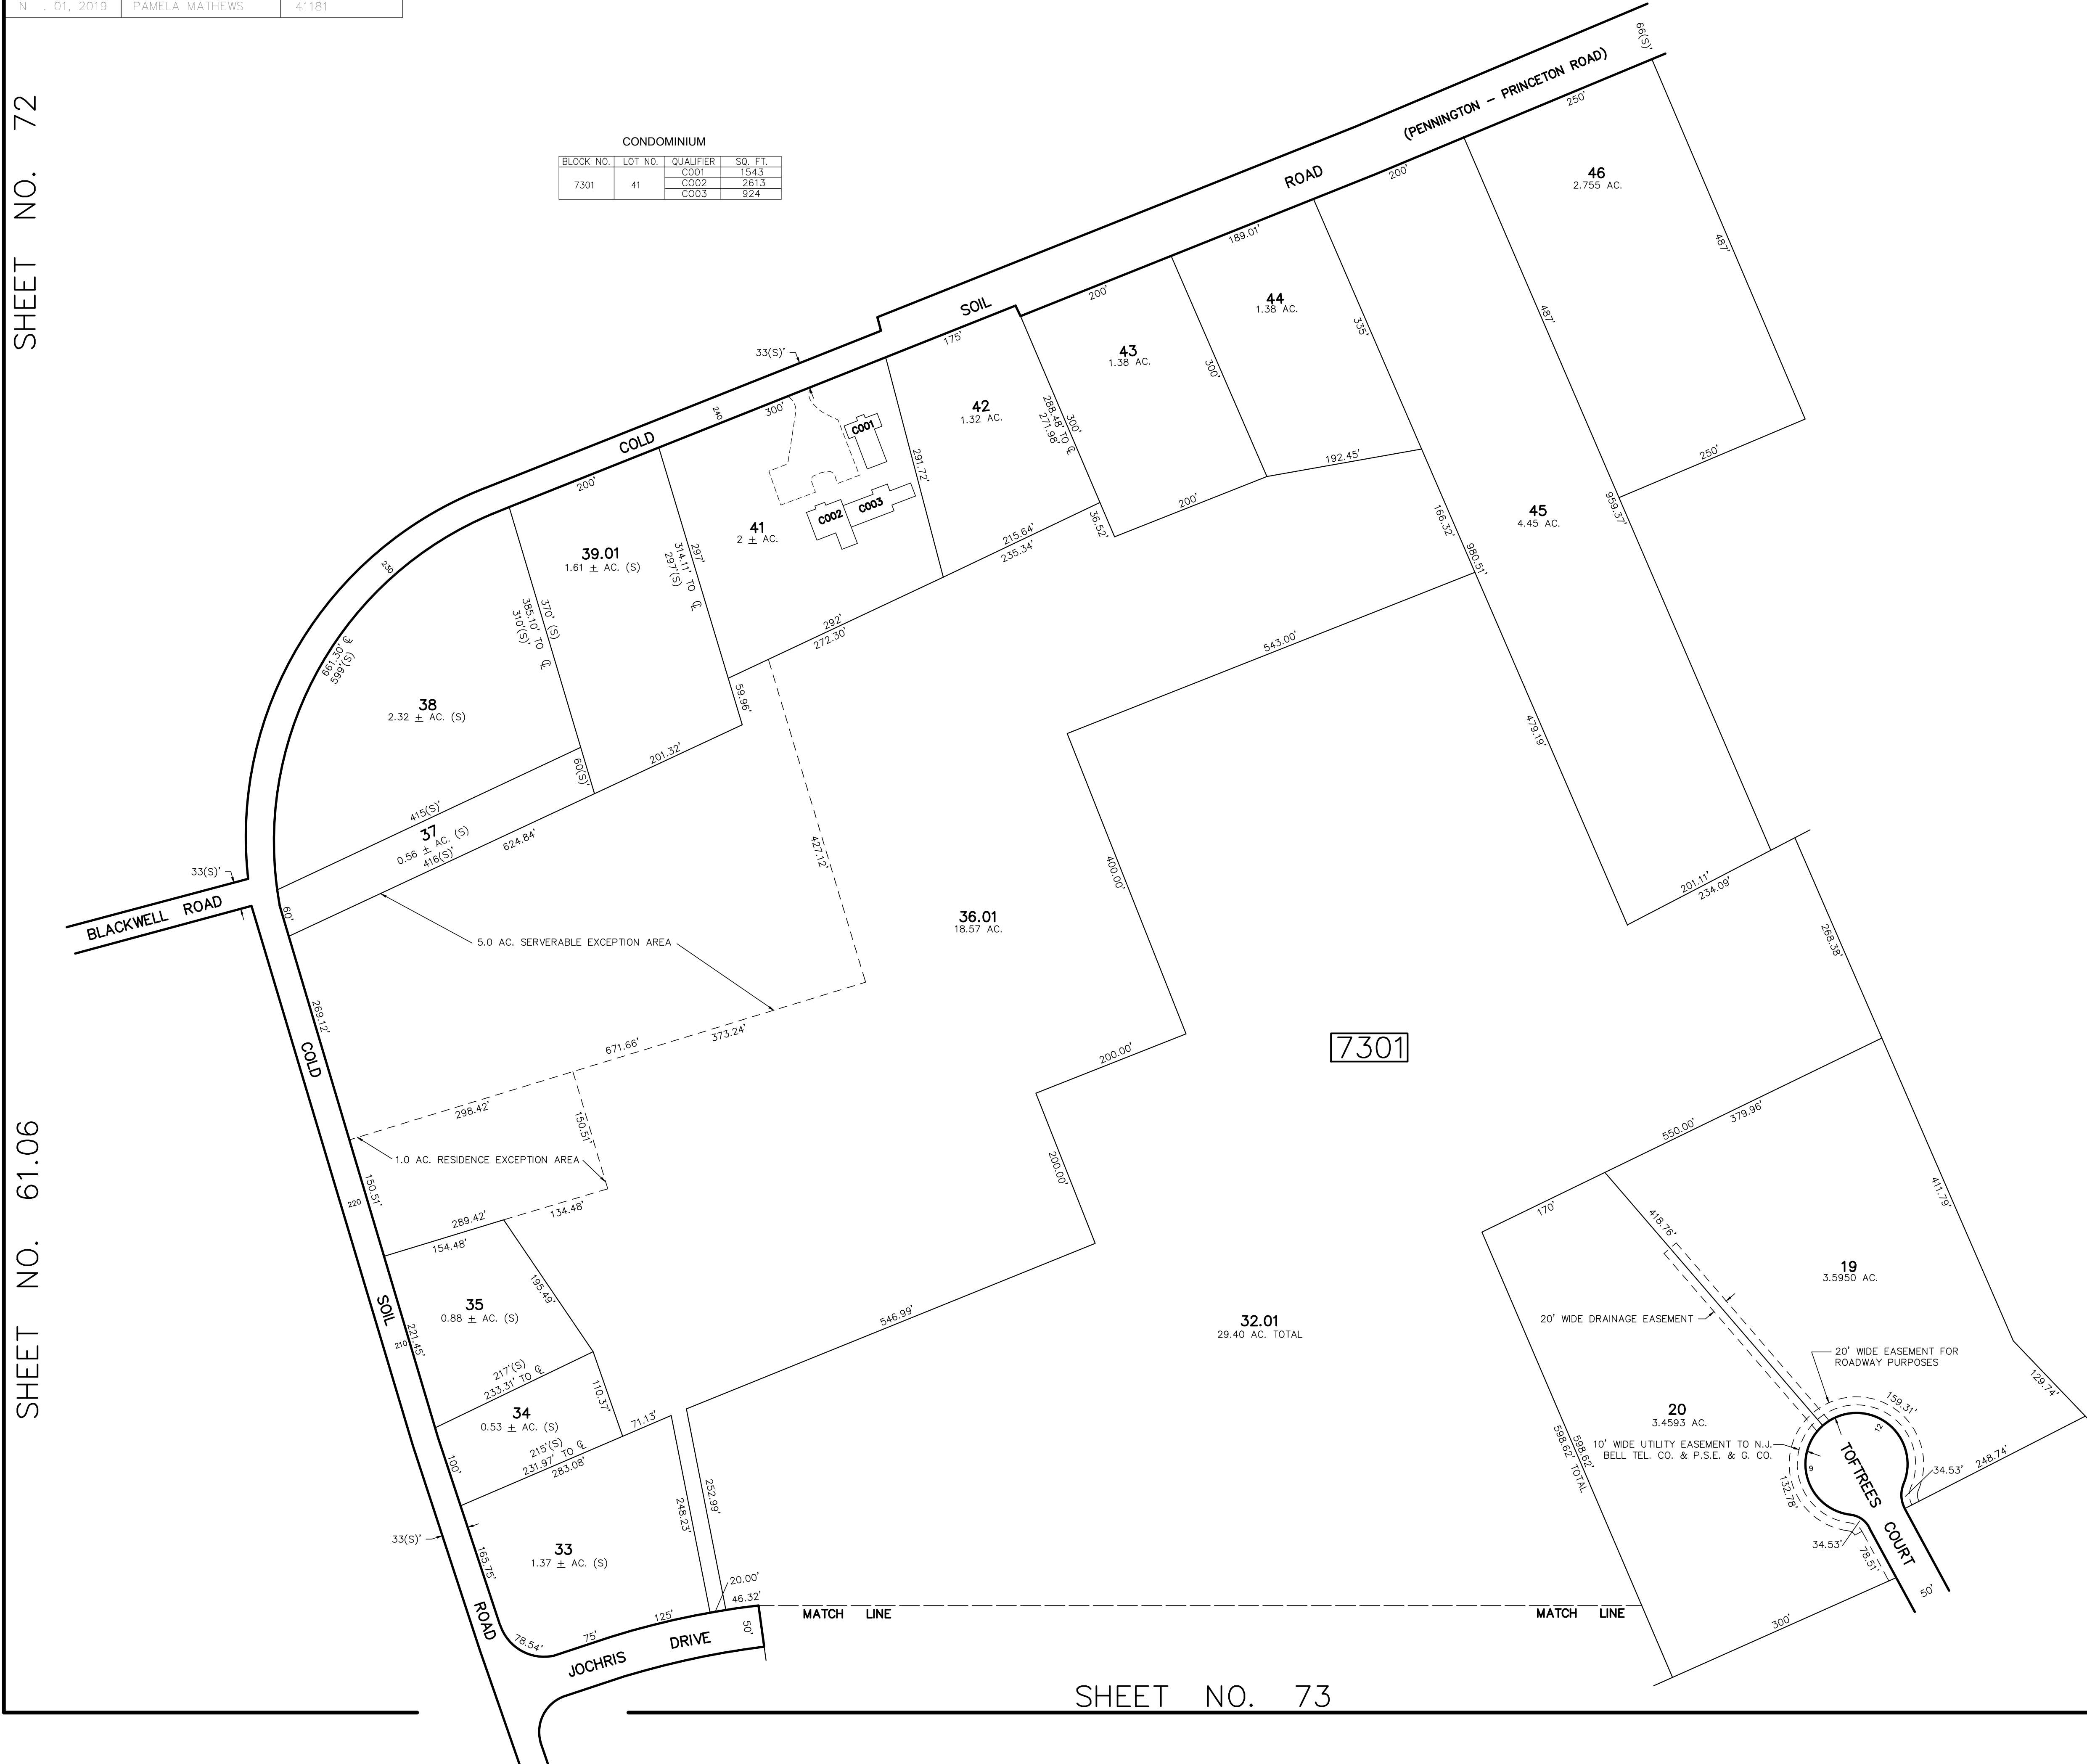 N . 01, 2019 PAMELA MATHEWS 41181
SHEET NO. 72
SHEET NO. 61.06
CONDOMINIUM
BLOCK NO. LOT NO. QUALIFIER SQ. FT.
7301 41
C001 1543
C002 2613
C003 924
66(S)'
(PENNINGTON - PRINCETON ROAD)
250'
ROAD
200'
46
2.755 AC.
487'
189.01'
SOIL
200'
44
1.38 AC.
335'
487'
175'
33(S)'
43
1.38 AC.
300'
300'
288.48' TO ℄
271.98'
240
300'
C001
42
1.32 AC.
COLD
291.72'
192.45'
250'
200'
200'
959.37'
C002
C003
41
2 ± AC.
36.52'
166.32'
45
4.45 AC.
215.64'
235.34'
980.51'
39.01
1.61 ± AC. (S)
297'
314.11' TO ℄
297'(S)
230
370' (S)
385.10' TO ℄
310'(S)'
292'
272.30'
543.00'
661.30' ℄
599'(S)
38
2.32 ± AC. (S)
59.96'
479.19'
201.32'
60(S)'
415(S)'
37
0.56 ± AC. (S)
416(S)'
624.84'
427.12'
400.00'
33(S)'
BLACKWELL ROAD
60'
36.01
18.57 AC.
201.11'
234.09'
5.0 AC. SERVERABLE EXCEPTION AREA
268.38'
269.12'
COLD
671.66'
373.24'
7301
200.00'
298.42'
150.51'
379.96'
550.00'
1.0 AC. RESIDENCE EXCEPTION AREA
200.00'
150.51'
220
134.48'
411.79'
289.42'
154.48'
170'
418.76'
19
3.5950 AC.
195.49'
SOIL
35
0.88 ± AC. (S)
221.45'
210
546.99'
32.01
29.40 AC. TOTAL
20' WIDE DRAINAGE EASEMENT
20' WIDE EASEMENT FOR
ROADWAY PURPOSES
217'(S)
233.31' TO ℄
110.37'
129.74'
159.31'
34
0.53 ± AC. (S)
71.13'
20
3.4593 AC.
12
215'(S)
231.97' TO ℄
283.08'
100'
598.62'
598.62' TOTAL
10' WIDE UTILITY EASEMENT TO N.J.
BELL TEL. CO. & P.S.E. & G. CO.
9
TOFTREES
248.74'
34.53'
252.99'
248.23'
132.78'
COURT
33(S)'
33
1.37 ± AC. (S)
165.75'
34.53'
78.51'
20.00'
46.32'
50'
MATCH LINE
MATCH LINE
125'
ROAD
75'
50'
78.54'
JOCHRIS DRIVE
300'
SHEET NO. 73